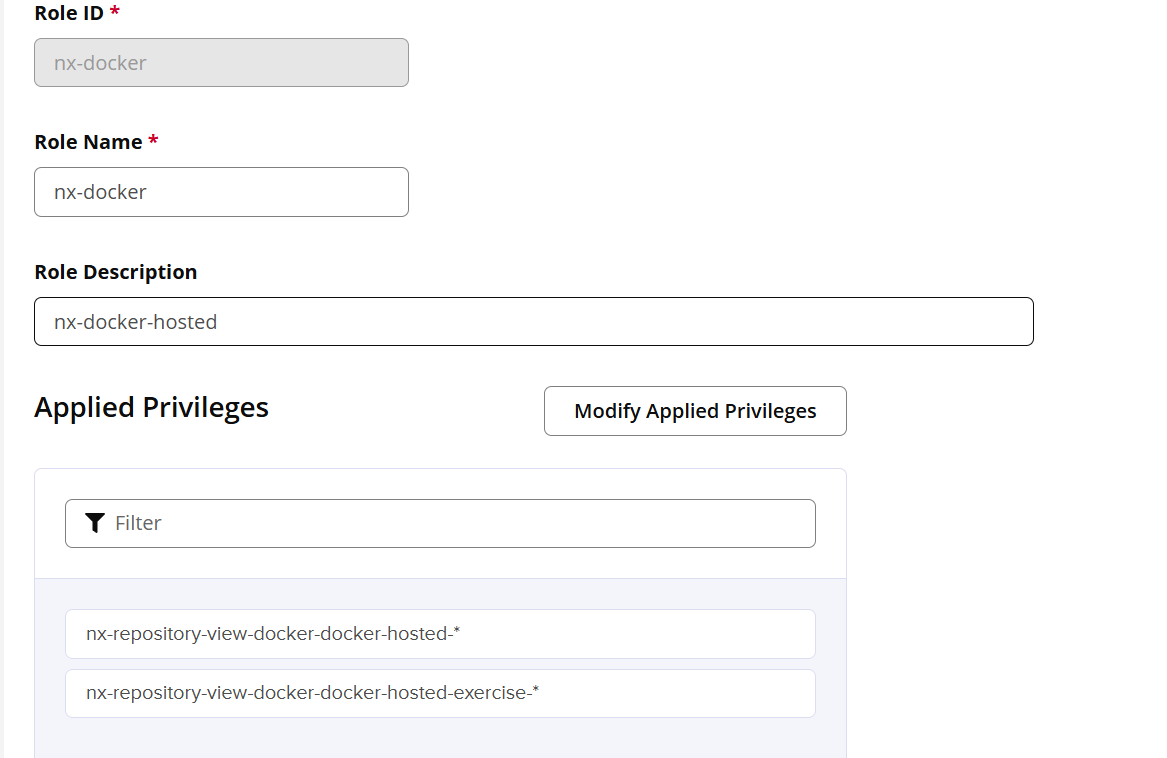 Role ID *
nx-docker
Role Name *
nx-docker
Role Description
nx-docker-hosted
Applied Privileges
Modify Applied Privileges
Filter
nx-repository-view-docker-docker-hosted-*
nx-repository-view-docker-docker-hosted-exercise-*